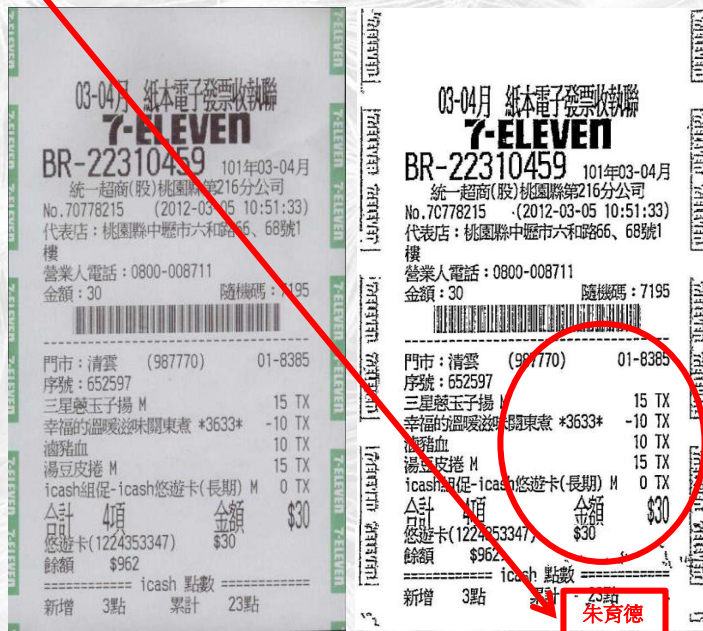 03-04月 紙本電子發票收執聯
7-ELEVEN
BR-22310459 101年03-04月
統一超商(股)桃園縣第216分公司
No.70778215 (2012-03-05 10:51:33)
代表店：桃園縣中壢市六和路66、68號1
樓
營業人電話：0800-008711
金額：30 隨機碼：7195
門市：清雲 (987770) 01-8385
序號：652597
三星蔥玉子揚 M 15 TX
幸福的溫暖滋味關東煮 *3633* -10 TX
滷豬血 10 TX
湯豆皮捲 M 15 TX
icash組促-icash悠遊卡(長期) M 0 TX
合計 4項 金額 $30
悠遊卡(1224353347) $30
餘額 $962
============ icash 點數 ============
新增 3點 累計 23點
03-04月 紙本電子發票收執聯
7-ELEVEN
BR-22310459 101年03-04月
統一超商(股)桃園縣第216分公司
No.70778215 (2012-03-05 10:51:33)
代表店：桃園縣中壢市六和路66、68號1
樓
營業人電話：0800-008711
金額：30 隨機碼：7195
門市：清雲 (987770) 01-8385
序號：652597
三星蔥玉子揚 M 15 TX
幸福的溫暖滋味關東煮 *3633* -10 TX
滷豬血 10 TX
湯豆皮捲 M 15 TX
icash組促-icash悠遊卡(長期) M 0 TX
合計 4項 金額 $30
悠遊卡(1224353347) $30
餘額 $962
============ icash 點數 ============
新增 3點 累計 23點
朱育德